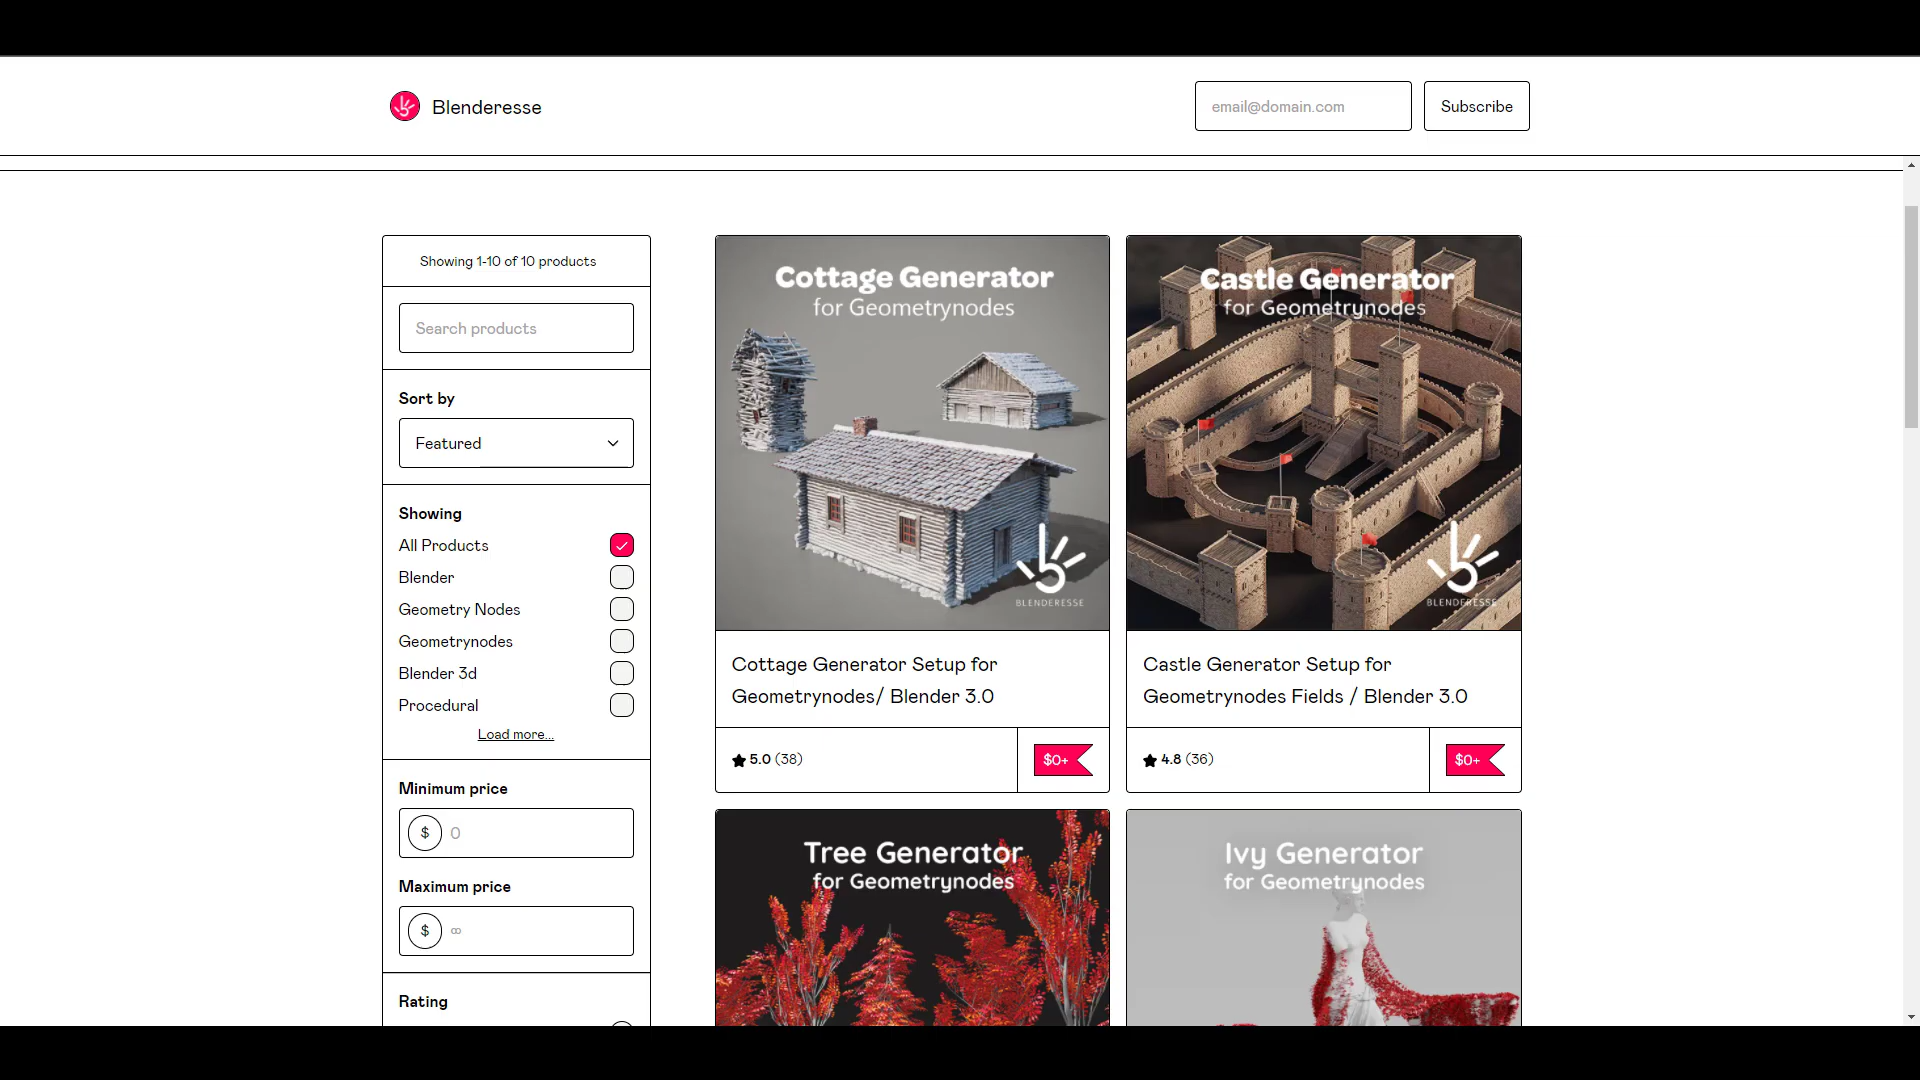 Blenderesse
email@domain.com
Subscribe
Showing 1-10 of 10 products
Search products
Sort by
Featured
Showing
All Products
Blender
Geometry Nodes
Geometrynodes
Blender 3d
Procedural
Load more...
Minimum price
$ 0
Maximum price
$ ∞
Rating
Cottage Generator
for Geometrynodes
BLENDERESSE
Cottage Generator Setup for
Geometrynodes/ Blender 3.0
5.0 (38)
$0+
Castle Generator
for Geometrynodes
BLENDERESSE
Castle Generator Setup for
Geometrynodes Fields / Blender 3.0
4.8 (36)
$0+
Tree Generator
for Geometrynodes
Ivy Generator
for Geometrynodes